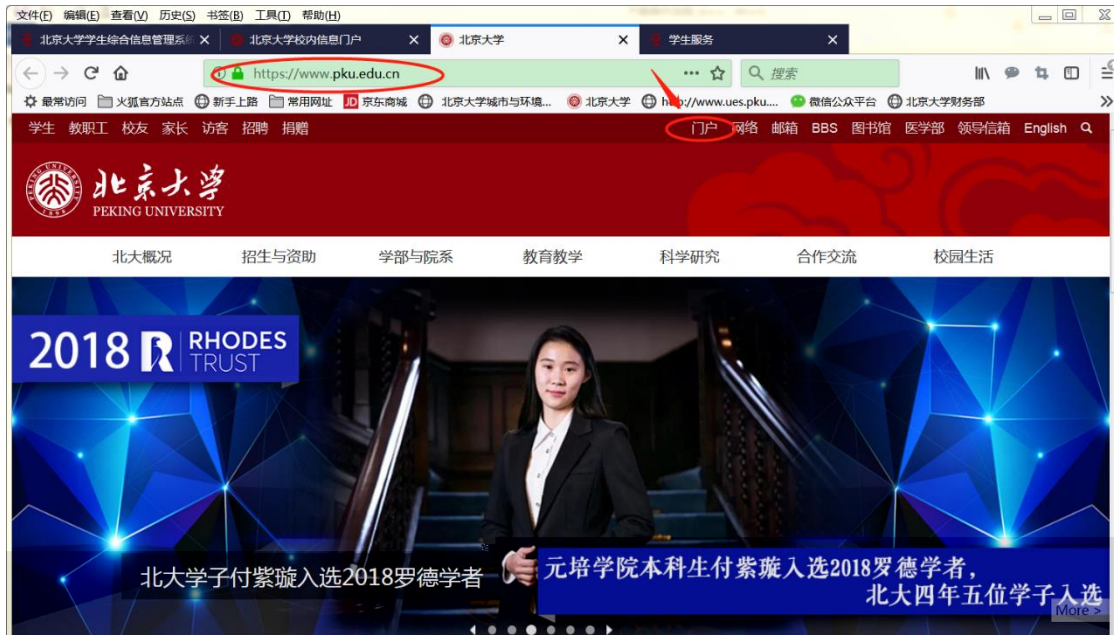 文件(F) 编辑(E) 查看(V) 历史(S) 书签(B) 工具(T) 帮助(H)
北京大学学生综合信息管理系统 北京大学校内信息门户 北京大学 学生服务
https://www.pku.edu.cn 搜索
最常访问 火狐官方站点 新手上路 常用网址 JD 京东商城 北京大学城市与环境... 北京大学 http://www.ues.pku.... 微信公众平台 北京大学财务部
学生 教职工 校友 家长 访客 招聘 捐赠 门户 网络 邮箱 BBS 图书馆 医学部 领导信箱 English
北京大学
PEKING UNIVERSITY
北大概况 招生与资助 学部与院系 教育教学 科学研究 合作交流 校园生活
2018 R RHODES
TRUST
北大学子付紫璇入选2018罗德学者
元培学院本科生付紫璇入选2018罗德学者，
北大四年五位学子入选
More >